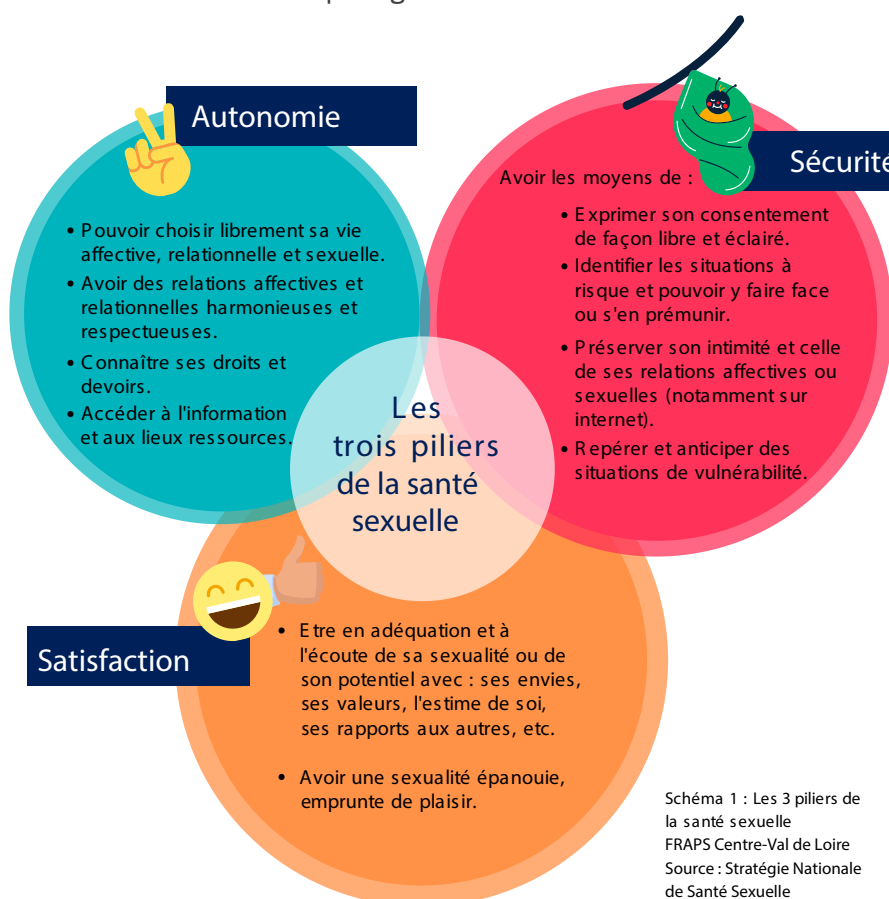 Autonomie
• Pouvoir choisir librement sa vie
affective, relationnelle et sexuelle.
• Avoir des relations affectives et
relationnelles harmonieuses et
respectueuses.
• Connaître ses droits et
devoirs.
• Accéder à l'information
et aux lieux ressources.
Sécurité
Avoir les moyens de :
• Exprimer son consentement
de façon libre et éclairé.
• Identifier les situations à
risque et pouvoir y faire face
ou s'en prémunir.
• Préserver son intimité et celle
de ses relations affectives ou
sexuelles (notamment sur
internet).
• Repérer et anticiper des
situations de vulnérabilité.
Les
trois piliers
de la santé
sexuelle
Satisfaction
• Etre en adéquation et à
l'écoute de sa sexualité ou de
son potentiel avec : ses envies,
ses valeurs, l'estime de soi,
ses rapports aux autres, etc.
• Avoir une sexualité épanouie,
emprunte de plaisir.
Schéma 1 : Les 3 piliers de
la santé sexuelle
FRAPS Centre-Val de Loire
Source : Stratégie Nationale
de Santé Sexuelle